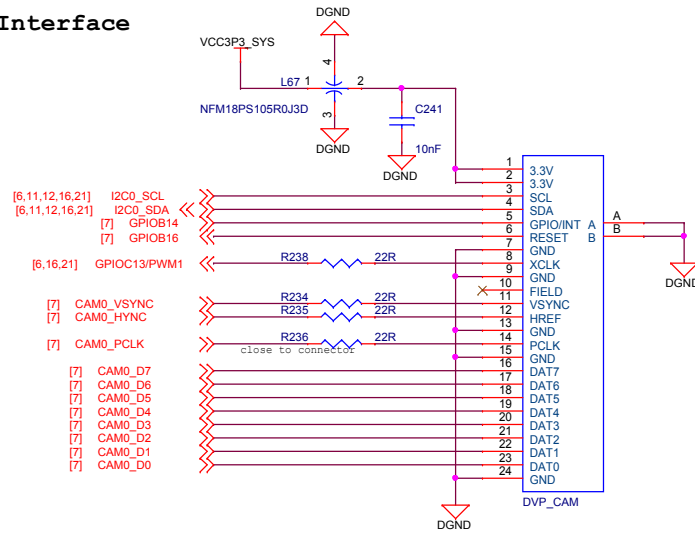 Interface
DGND
VCC3P3_SYS
4
L67 1 2
NFM18PS105R0J3D
C241
3
DGND
10nF
DGND
1 3.3V
2 3.3V
[6,11,12,16,21] I2C0_SCL 3 SCL
[6,11,12,16,21] I2C0_SDA 4 SDA
[7] GPIOB14 5 GPIO/INT A A
[7] GPIOB16 6 RESET B B
7 GND
[6,16,21] GPIOC13/PWM1 R238 22R 8 XCLK
9 GND
DGND
10 FIELD
[7] CAM0_VSYNC R234 22R 11 VSYNC
[7] CAM0_HYNC R235 22R 12 HREF
13 GND
[7] CAM0_PCLK R236 22R 14 PCLK
close to connector
15 GND
[7] CAM0_D7 16 DAT7
[7] CAM0_D6 17 DAT6
[7] CAM0_D5 18 DAT5
[7] CAM0_D4 19 DAT4
[7] CAM0_D3 20 DAT3
[7] CAM0_D2 21 DAT2
[7] CAM0_D1 22 DAT1
[7] CAM0_D0 23 DAT0
24 GND
DVP_CAM
DGND